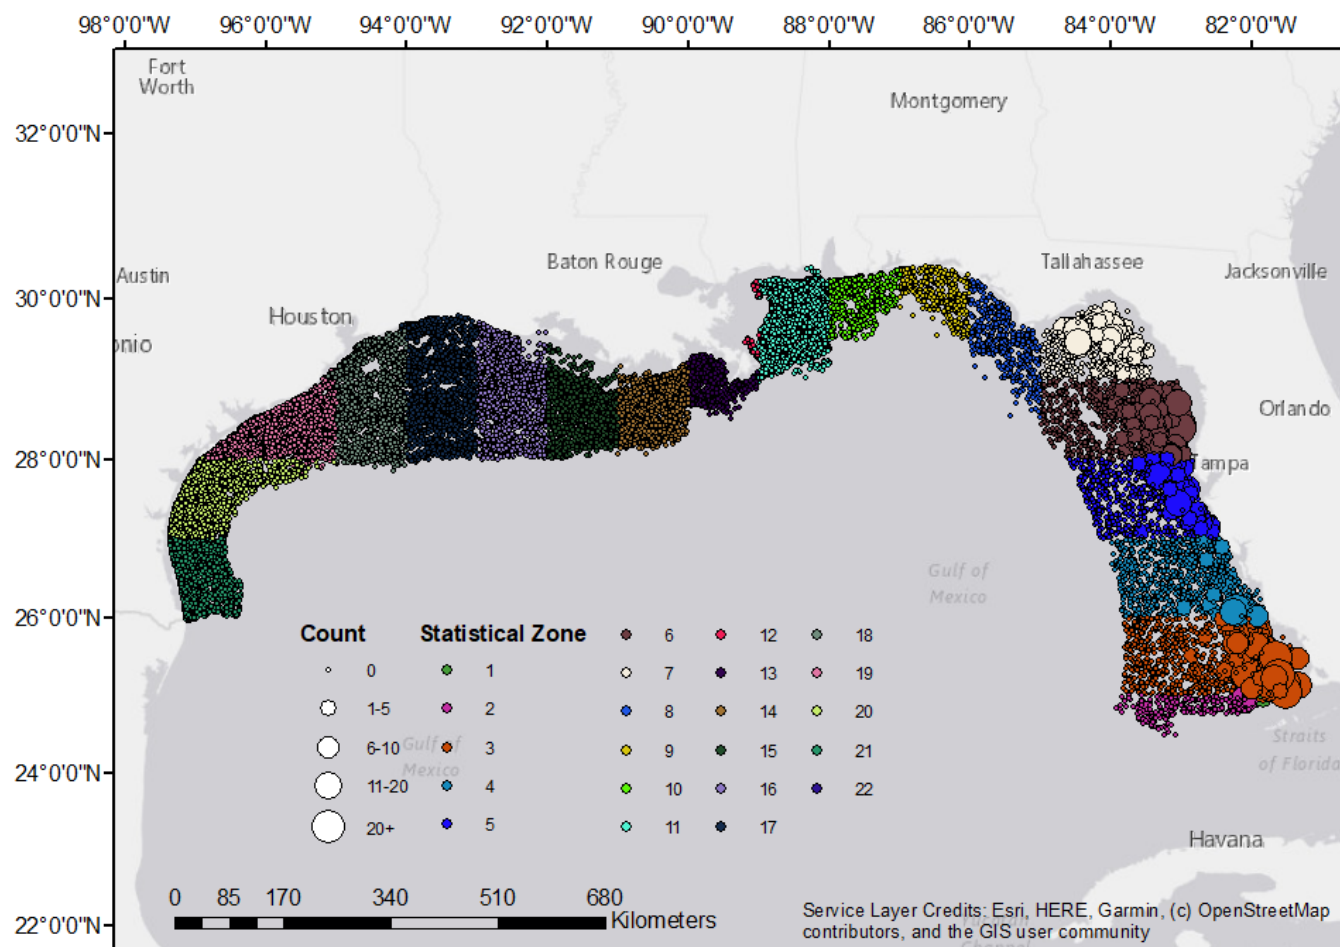 98°0'0"W 96°0'0"W 94°0'0"W 92°0'0"W 90°0'0"W 88°0'0"W 86°0'0"W 84°0'0"W 82°0'0"W
Fort
Worth
Montgomery
32°0'0"N
Baton Rouge
Tallahassee
Austin
Jacksonville
30°0'0"N
Houston
onio
Orlando
28°0'0"N
Tampa
Gulf of
Mexico
26°0'0"N
Count
0
1-5
6-10
11-20
20+
Statistical Zone
1
2
3
4
5
6
7
8
9
10
11
12
13
14
15
16
17
18
19
20
21
22
Gulf of
Mexico
Straits
of Florida
24°0'0"N
Havana
0 85 170 340 510 680
Kilometers
22°0'0"N
Service Layer Credits: Esri, HERE, Garmin, (c) OpenStreetMap
contributors, and the GIS user community
Channel